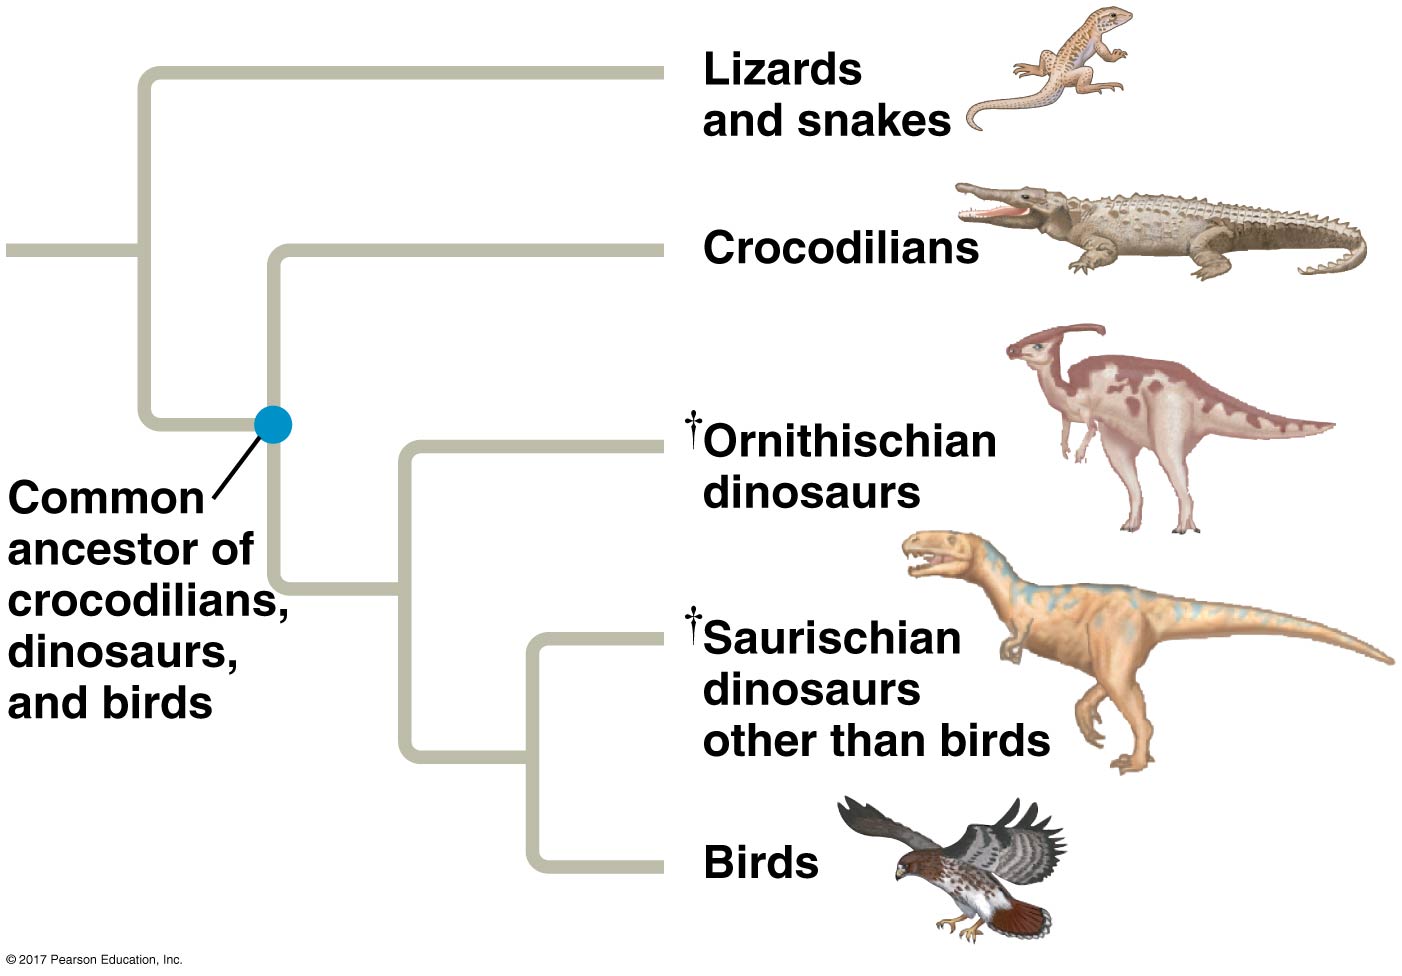 Lizards
and snakes
Crocodilians
†Ornithischian
dinosaurs
Common
ancestor of
crocodilians,
dinosaurs,
and birds
†Saurischian
dinosaurs
other than birds
Birds
© 2017 Pearson Education, Inc.